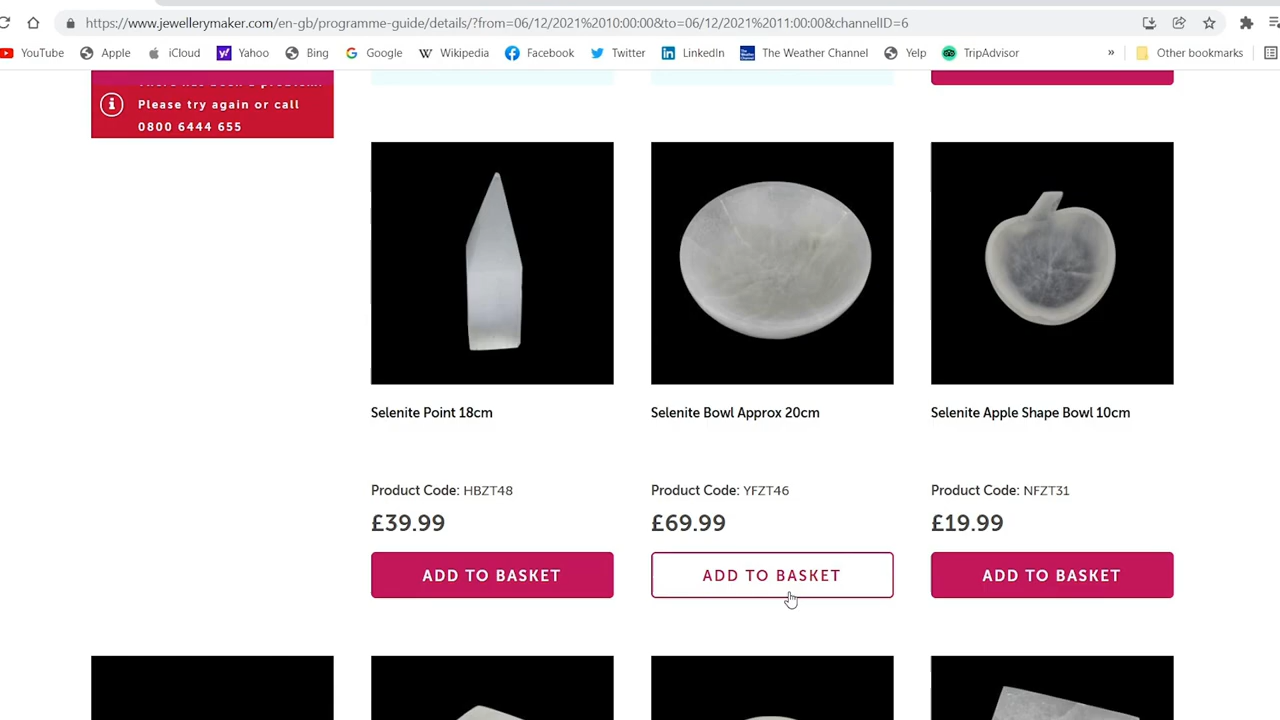 https://www.jewellerymaker.com/en-gb/programme-guide/details/?from=06/12/2021%2010:00:00&to=06/12/2021%2011:00:00&channelID=6
YouTube Apple iCloud Yahoo Bing Google Wikipedia Facebook Twitter LinkedIn The Weather Channel Yelp TripAdvisor » Other bookmarks
Please try again or call
0800 6444 655
Selenite Point 18cm
Product Code: HBZT48
£39.99
ADD TO BASKET
Selenite Bowl Approx 20cm
Product Code: YFZT46
£69.99
ADD TO BASKET
Selenite Apple Shape Bowl 10cm
Product Code: NFZT31
£19.99
ADD TO BASKET